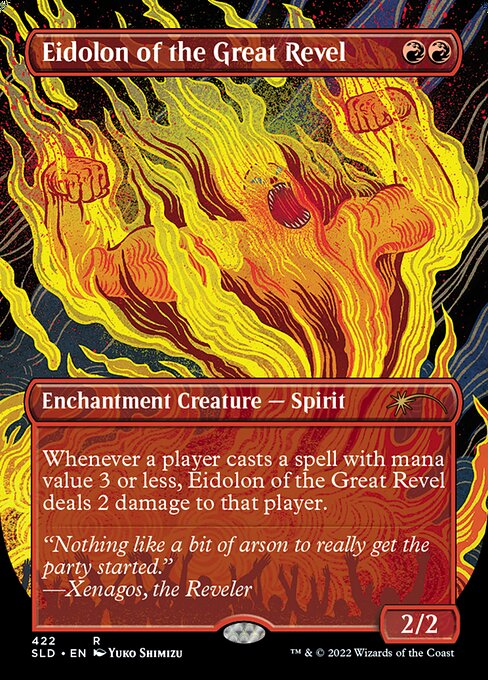 Eidolon of the Great Revel
Enchantment Creature — Spirit
Whenever a player casts a spell with mana
value 3 or less, Eidolon of the Great Revel
deals 2 damage to that player.
“Nothing like a bit of arson to really get the
party started.”
—Xenagos, the Reveler
2/2
422 R
SLD • EN Yuko Shimizu
™ & © 2022 Wizards of the Coast